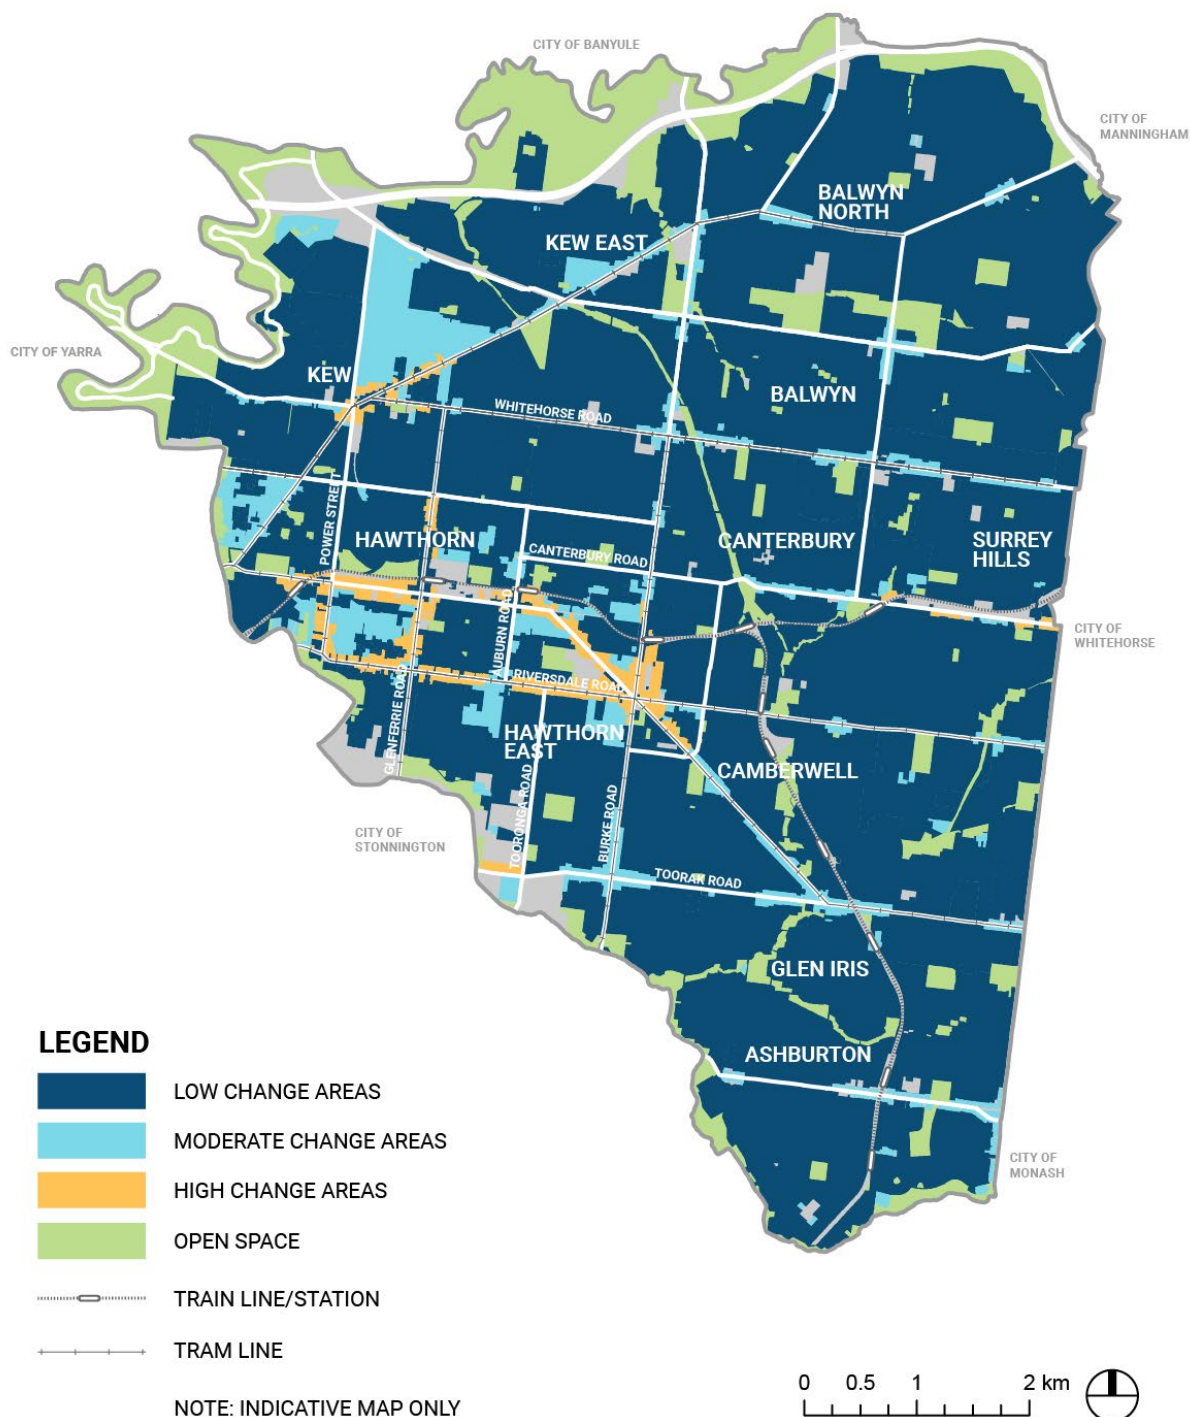 CITY OF BANYULE
CITY OF
MANNINGHAM
BALWYN
NORTH
KEW EAST
CITY OF YARRA
KEW
BALWYN
WHITEHORSE ROAD
POWER STREET
HAWTHORN
CANTERBURY
SURREY
HILLS
CANTERBURY ROAD
AUBURN ROAD
CITY OF
WHITEHORSE
RIVERSDALE ROAD
GLENFERRIE ROAD
HAWTHORN
EAST
CAMBERWELL
TOORONGA ROAD
BURKE ROAD
CITY OF
STONNINGTON
TOORAK ROAD
GLEN IRIS
ASHBURTON
CITY OF
MONASH
LEGEND
LOW CHANGE AREAS
MODERATE CHANGE AREAS
HIGH CHANGE AREAS
OPEN SPACE
TRAIN LINE/STATION
TRAM LINE
NOTE: INDICATIVE MAP ONLY
0 0.5 1 2 km